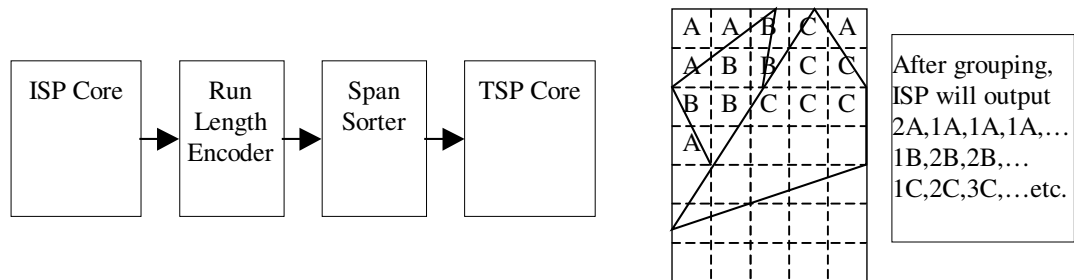 ISP Core
Run
Length
Encoder
Span
Sorter
TSP Core
A A B C A
A B B C C
B B C C C
A
After grouping,
ISP will output
2A,1A,1A,1A,…
1B,2B,2B,…
1C,2C,3C,…etc.